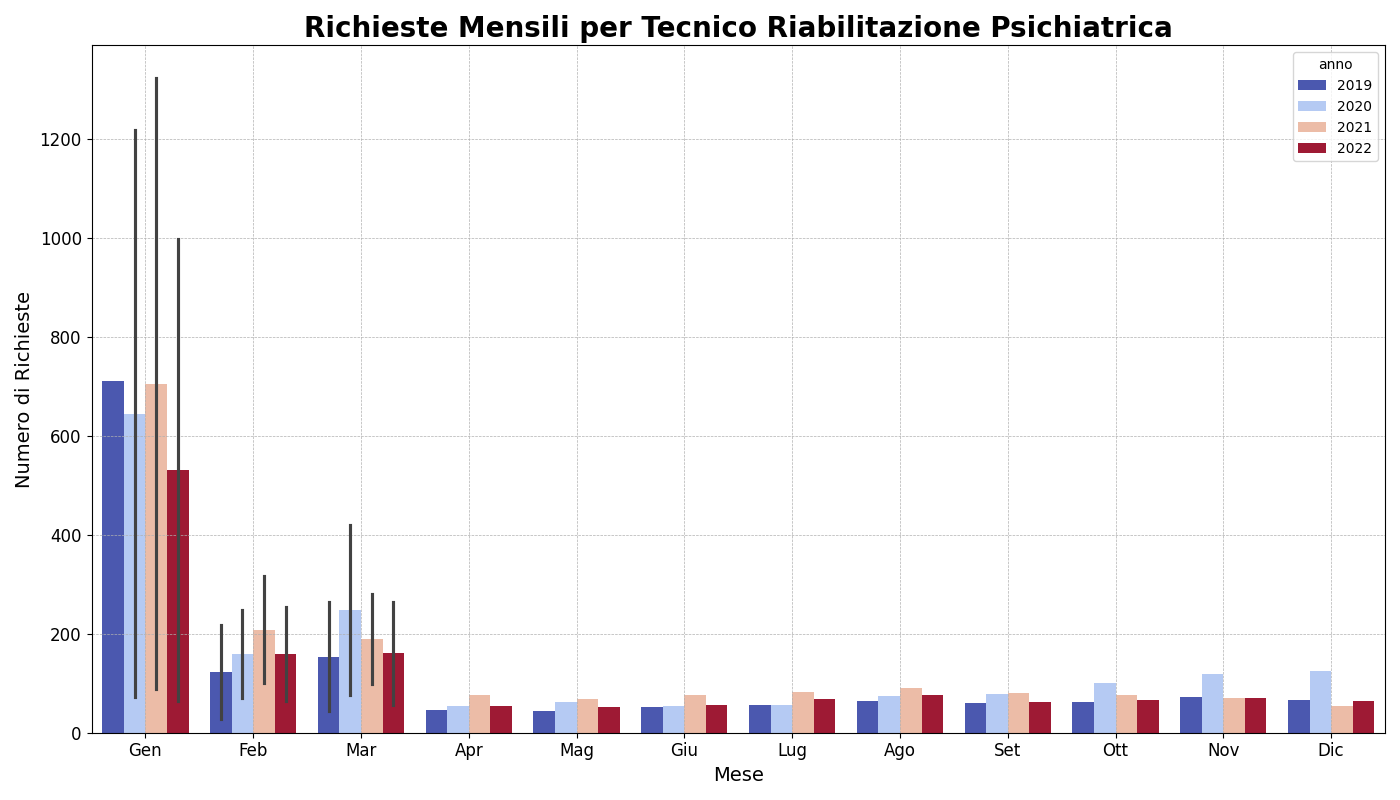 Richieste Mensili per Tecnico Riabilitazione Psichiatrica
anno
2019
2020
2021
2022
Numero di Richieste
1200
1000
800
600
400
200
0
Gen Feb Mar Apr Mag Giu Lug Ago Set Ott Nov Dic
Mese